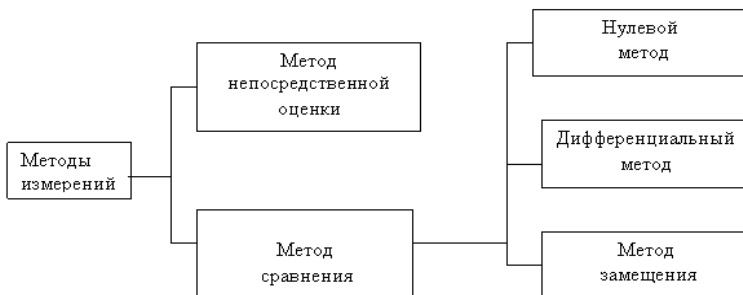 Методы
измерений
Метод
непосредственной
оценки
Метод
сравнения
Нулевой
метод
Дифференциальный
метод
Метод
замещения